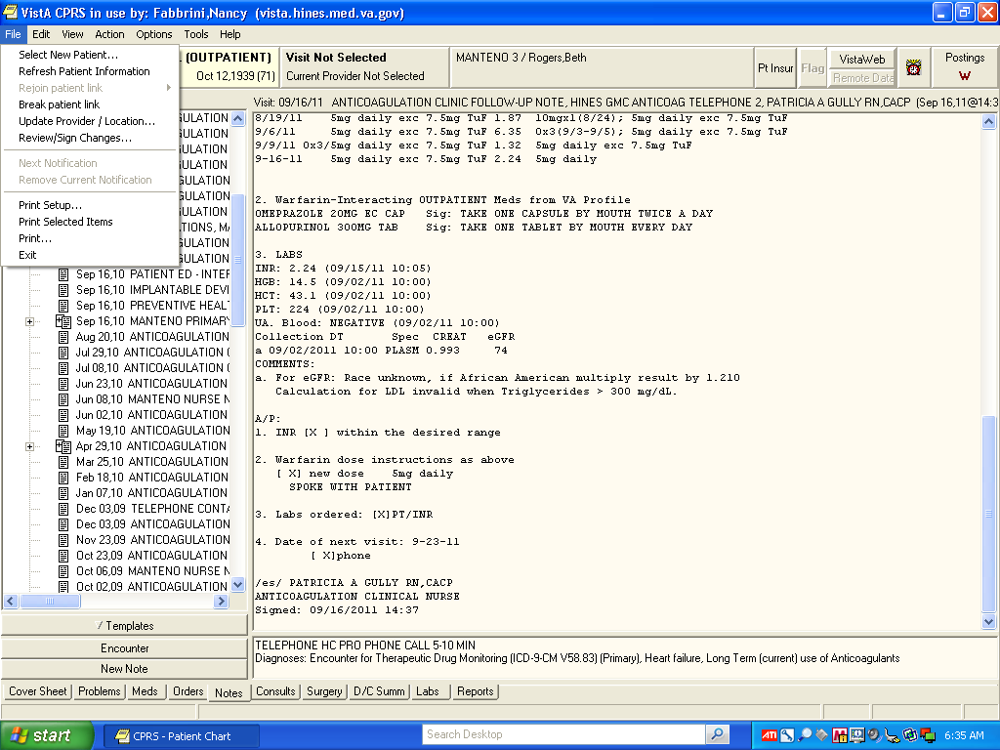 VistA CPRS in use by: Fabbrini,Nancy (vista.hines.med.va.gov)
File Edit View Action Options Tools Help
Select New Patient...
Refresh Patient Information
Rejoin patient link
Break patient link
Update Provider / Location...
Review/Sign Changes...
Next Notification
Remove Current Notification
Print Setup...
Print Selected Items
Print...
Exit
(OUTPATIENT)
Oct 12,1939 (71)
Visit Not Selected
Current Provider Not Selected
MANTENO 3 / Rogers,Beth
Pt Insur
Flag
VistaWeb
Remote Data
Postings
W
Visit: 09/16/11 ANTICOAGULATION CLINIC FOLLOW-UP NOTE, HINES GMC ANTICOAG TELEPHONE 2, PATRICIA A GULLY RN,CACP (Sep 16,11@14:3
ULATION
ULATION
ULATION
ULATION
ULATION
ULATION
ULATION
TIONS, MA
ULATION
ULATION
Sep 16,10 PATIENT ED - INTER
Sep 16,10 IMPLANTABLE DEVI
Sep 16,10 PREVENTIVE HEAL
Sep 16,10 MANTENO PRIMARY
Aug 20,10 ANTICOAGULATION
Jul 29,10 ANTICOAGULATION (
Jul 08,10 ANTICOAGULATION (
Jun 23,10 ANTICOAGULATION
Jun 08,10 MANTENO NURSE N
Jun 02,10 ANTICOAGULATION
May 19,10 ANTICOAGULATION
Apr 29,10 ANTICOAGULATION
Mar 25,10 ANTICOAGULATION
Feb 18,10 ANTICOAGULATION
Jan 07,10 ANTICOAGULATION
Dec 03,09 TELEPHONE CONTA
Dec 03,09 ANTICOAGULATION
Nov 23,09 ANTICOAGULATION
Oct 23,09 ANTICOAGULATION
Oct 06,09 MANTENO NURSE N
Oct 02,09 ANTICOAGULATION
/ Templates
Encounter
New Note
8/19/11 5mg daily exc 7.5mg TuF 1.87 10mgx1(8/24); 5mg daily exc 7.5mg TuF
9/6/11 5mg daily exc 7.5mg TuF 6.35 0x3(9/3-9/5); 5mg daily exc 7.5mg TuF
9/9/11 0x3/5mg daily exc 7.5mg TuF 1.32 5mg daily exc 7.5mg TuF
9-16-11 5mg daily exc 7.5mg TuF 2.24 5mg daily
2. Warfarin-Interacting OUTPATIENT Meds from VA Profile
OMEPRAZOLE 20MG EC CAP Sig: TAKE ONE CAPSULE BY MOUTH TWICE A DAY
ALLOPURINOL 300MG TAB Sig: TAKE ONE TABLET BY MOUTH EVERY DAY
3. LABS
INR: 2.24 (09/15/11 10:05)
HGB: 14.5 (09/02/11 10:00)
HCT: 43.1 (09/02/11 10:00)
PLT: 224 (09/02/11 10:00)
UA. Blood: NEGATIVE (09/02/11 10:00)
Collection DT Spec CREAT eGFR
a 09/02/2011 10:00 PLASM 0.993 74
COMMENTS:
a. For eGFR: Race unknown, if African American multiply result by 1.210
Calculation for LDL invalid when Triglycerides > 300 mg/dL.
A/P:
1. INR [X ] within the desired range
2. Warfarin dose instructions as above
[ X] new dose 5mg daily
SPOKE WITH PATIENT
3. Labs ordered: [X]PT/INR
4. Date of next visit: 9-23-11
[ X]phone
/es/ PATRICIA A GULLY RN,CACP
ANTICOAGULATION CLINICAL NURSE
Signed: 09/16/2011 14:37
TELEPHONE HC PRO PHONE CALL 5-10 MIN
Diagnoses: Encounter for Therapeutic Drug Monitoring (ICD-9-CM V58.83) (Primary), Heart failure, Long Term (current) use of Anticoagulants
Cover Sheet Problems Meds Orders Notes Consults Surgery D/C Summ Labs Reports
start CPRS - Patient Chart Search Desktop ATI 6:35 AM